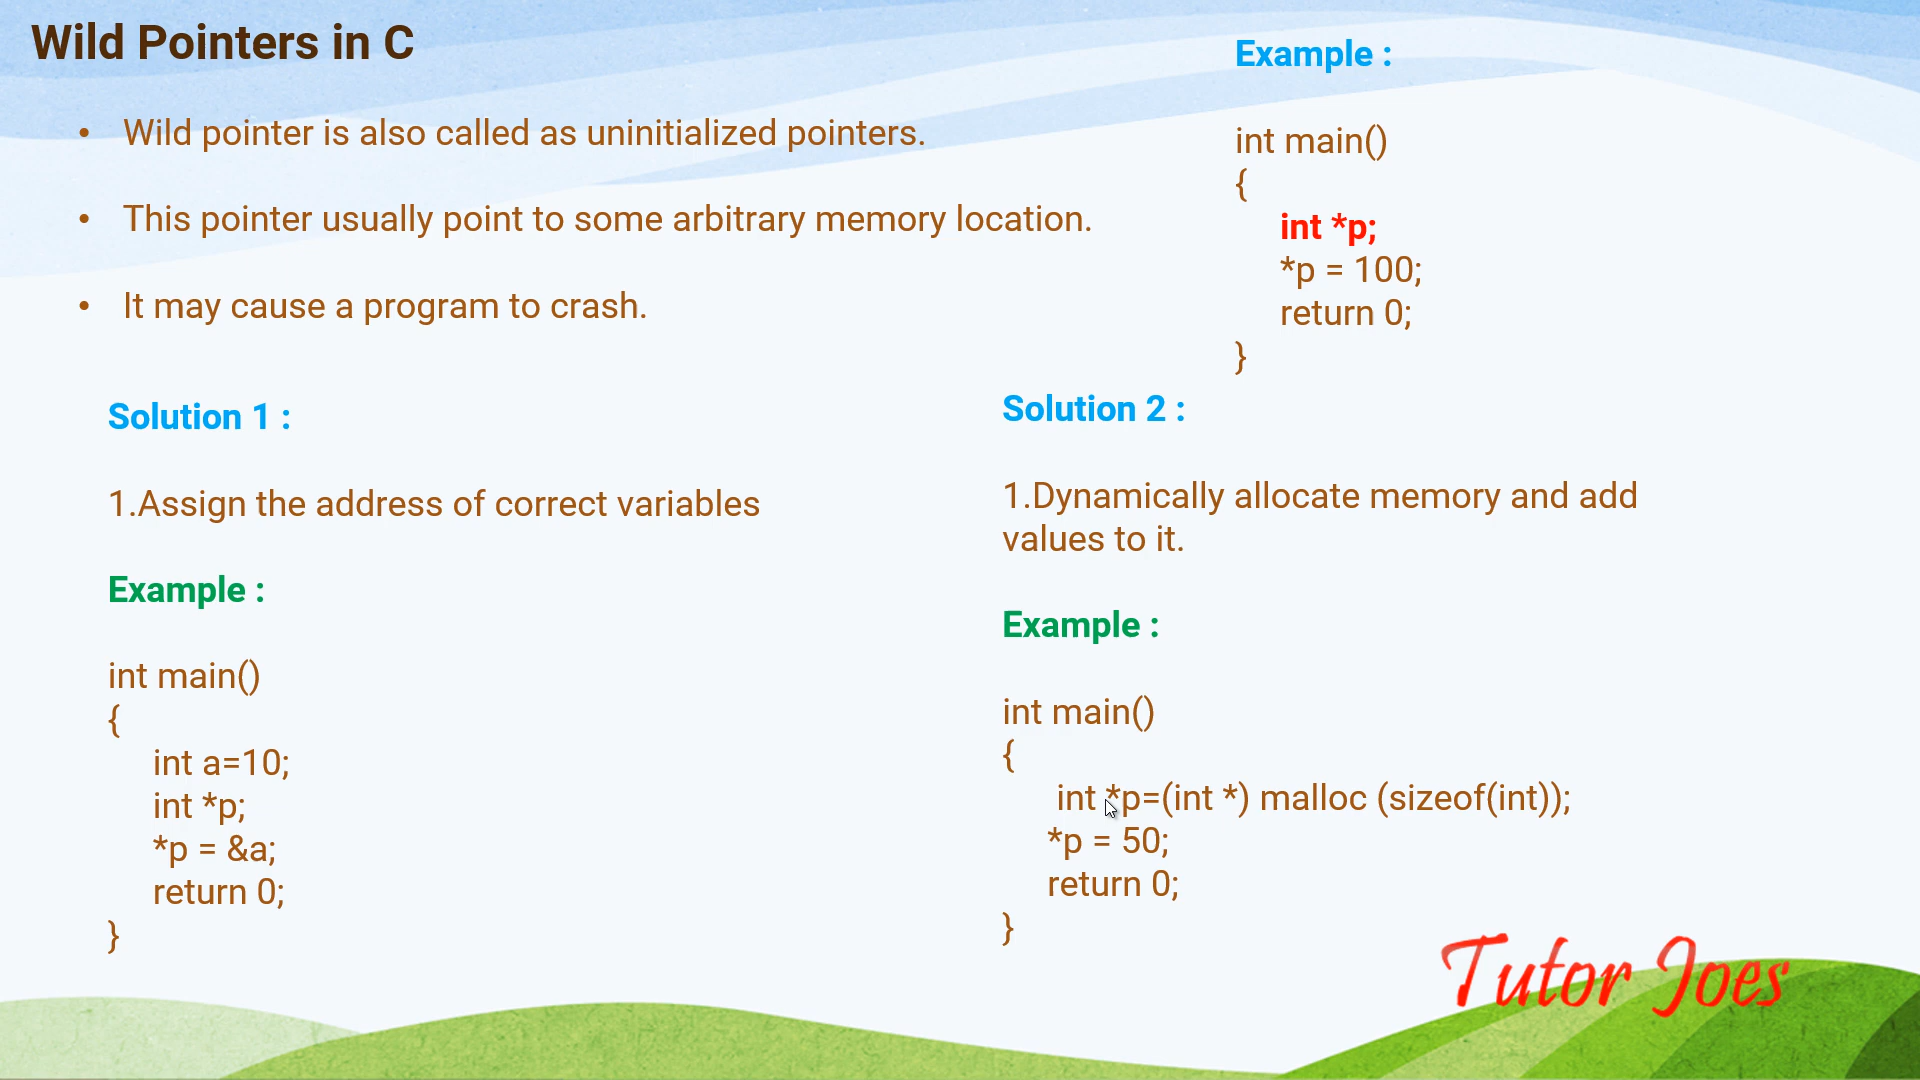 Wild Pointers in C
• Wild pointer is also called as uninitialized pointers.
• This pointer usually point to some arbitrary memory location.
• It may cause a program to crash.
Example :
int main()
{
int *p;
*p = 100;
return 0;
}
Solution 1 :
1.Assign the address of correct variables
Example :
int main()
{
int a=10;
int *p;
*p = &a;
return 0;
}
Solution 2 :
1.Dynamically allocate memory and add
values to it.
Example :
int main()
{
int *p=(int *) malloc (sizeof(int));
*p = 50;
return 0;
}
Tutor Joes